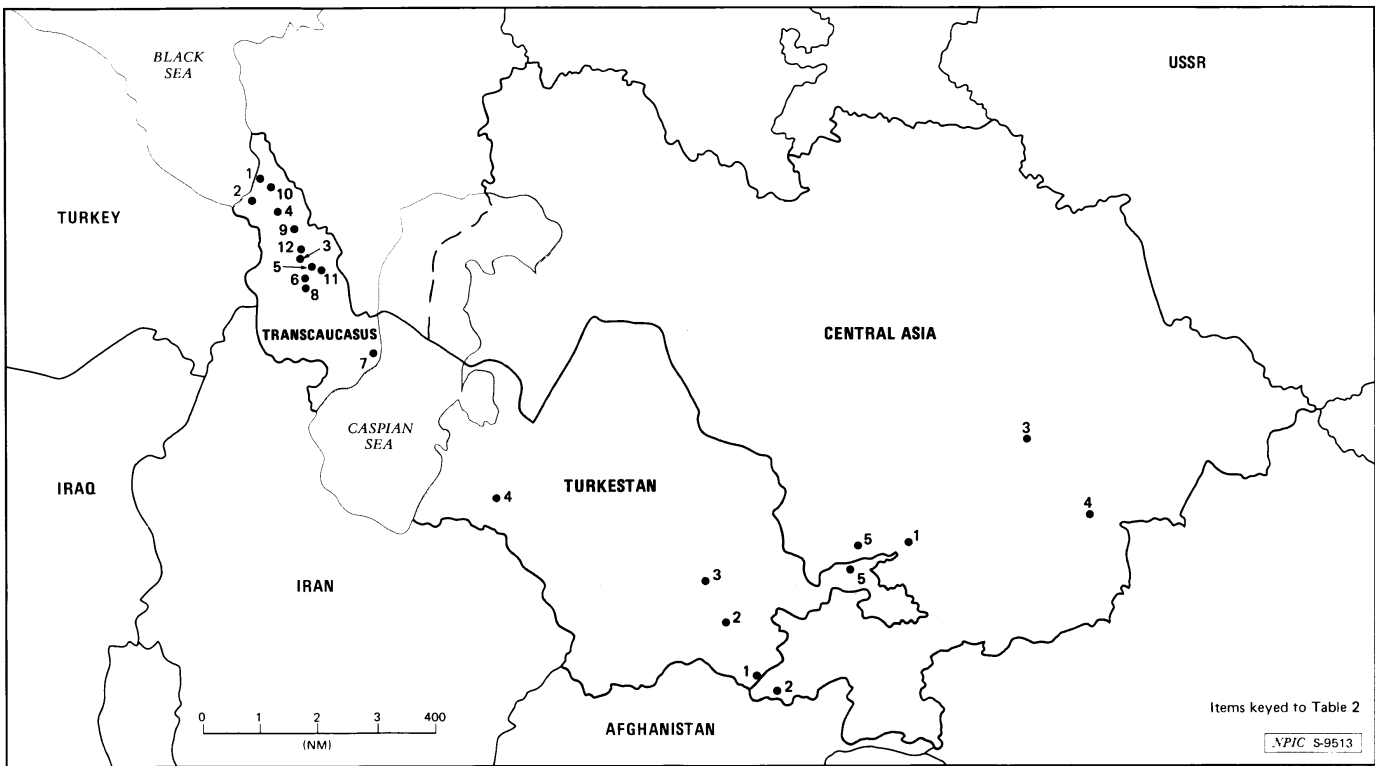 BLACK
SEA
USSR
1
10
2
4
TURKEY
9
12
3
5
11
6
8
TRANSCAUCASUS
CENTRAL ASIA
7
CASPIAN
SEA
3
IRAQ
TURKESTAN
4
4
5
1
5
IRAN
3
2
1
2
0 1 2 3 400
(NM)
AFGHANISTAN
Items keyed to Table 2
NPIC S-9513